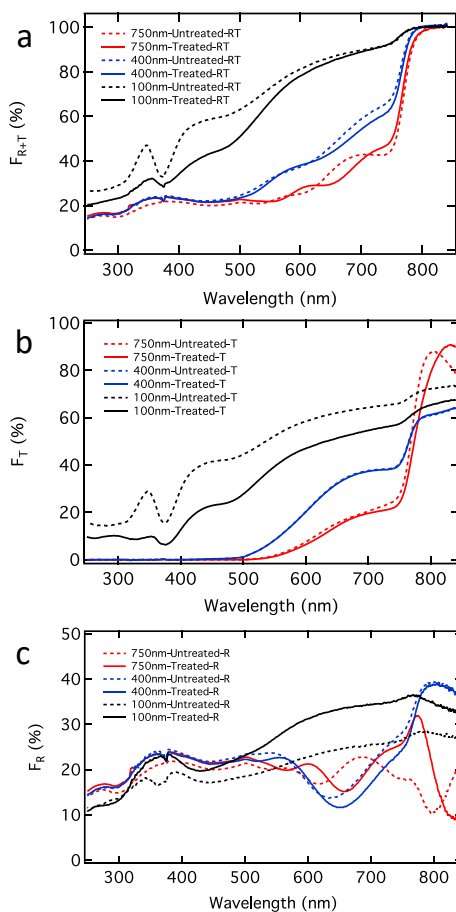 a
100
80
60
40
20
0
F_R+T (%)
750nm-Untreated-RT
750nm-Treated-RT
400nm-Untreated-RT
400nm-Treated-RT
100nm-Untreated-RT
100nm-Treated-RT
300 400 500 600 700 800
Wavelength (nm)
b
100
80
60
40
20
0
F_T (%)
750nm-Untreated-T
750nm-Treated-T
400nm-Untreated-T
400nm-Treated-T
100nm-Untreated-T
100nm-Treated-T
300 400 500 600 700 800
Wavelength (nm)
c
50
40
30
20
10
0
F_R (%)
750nm-Untreated-R
750nm-Treated-R
400nm-Untreated-R
400nm-Treated-R
100nm-Untreated-R
100nm-Treated-R
300 400 500 600 700 800
Wavelength (nm)